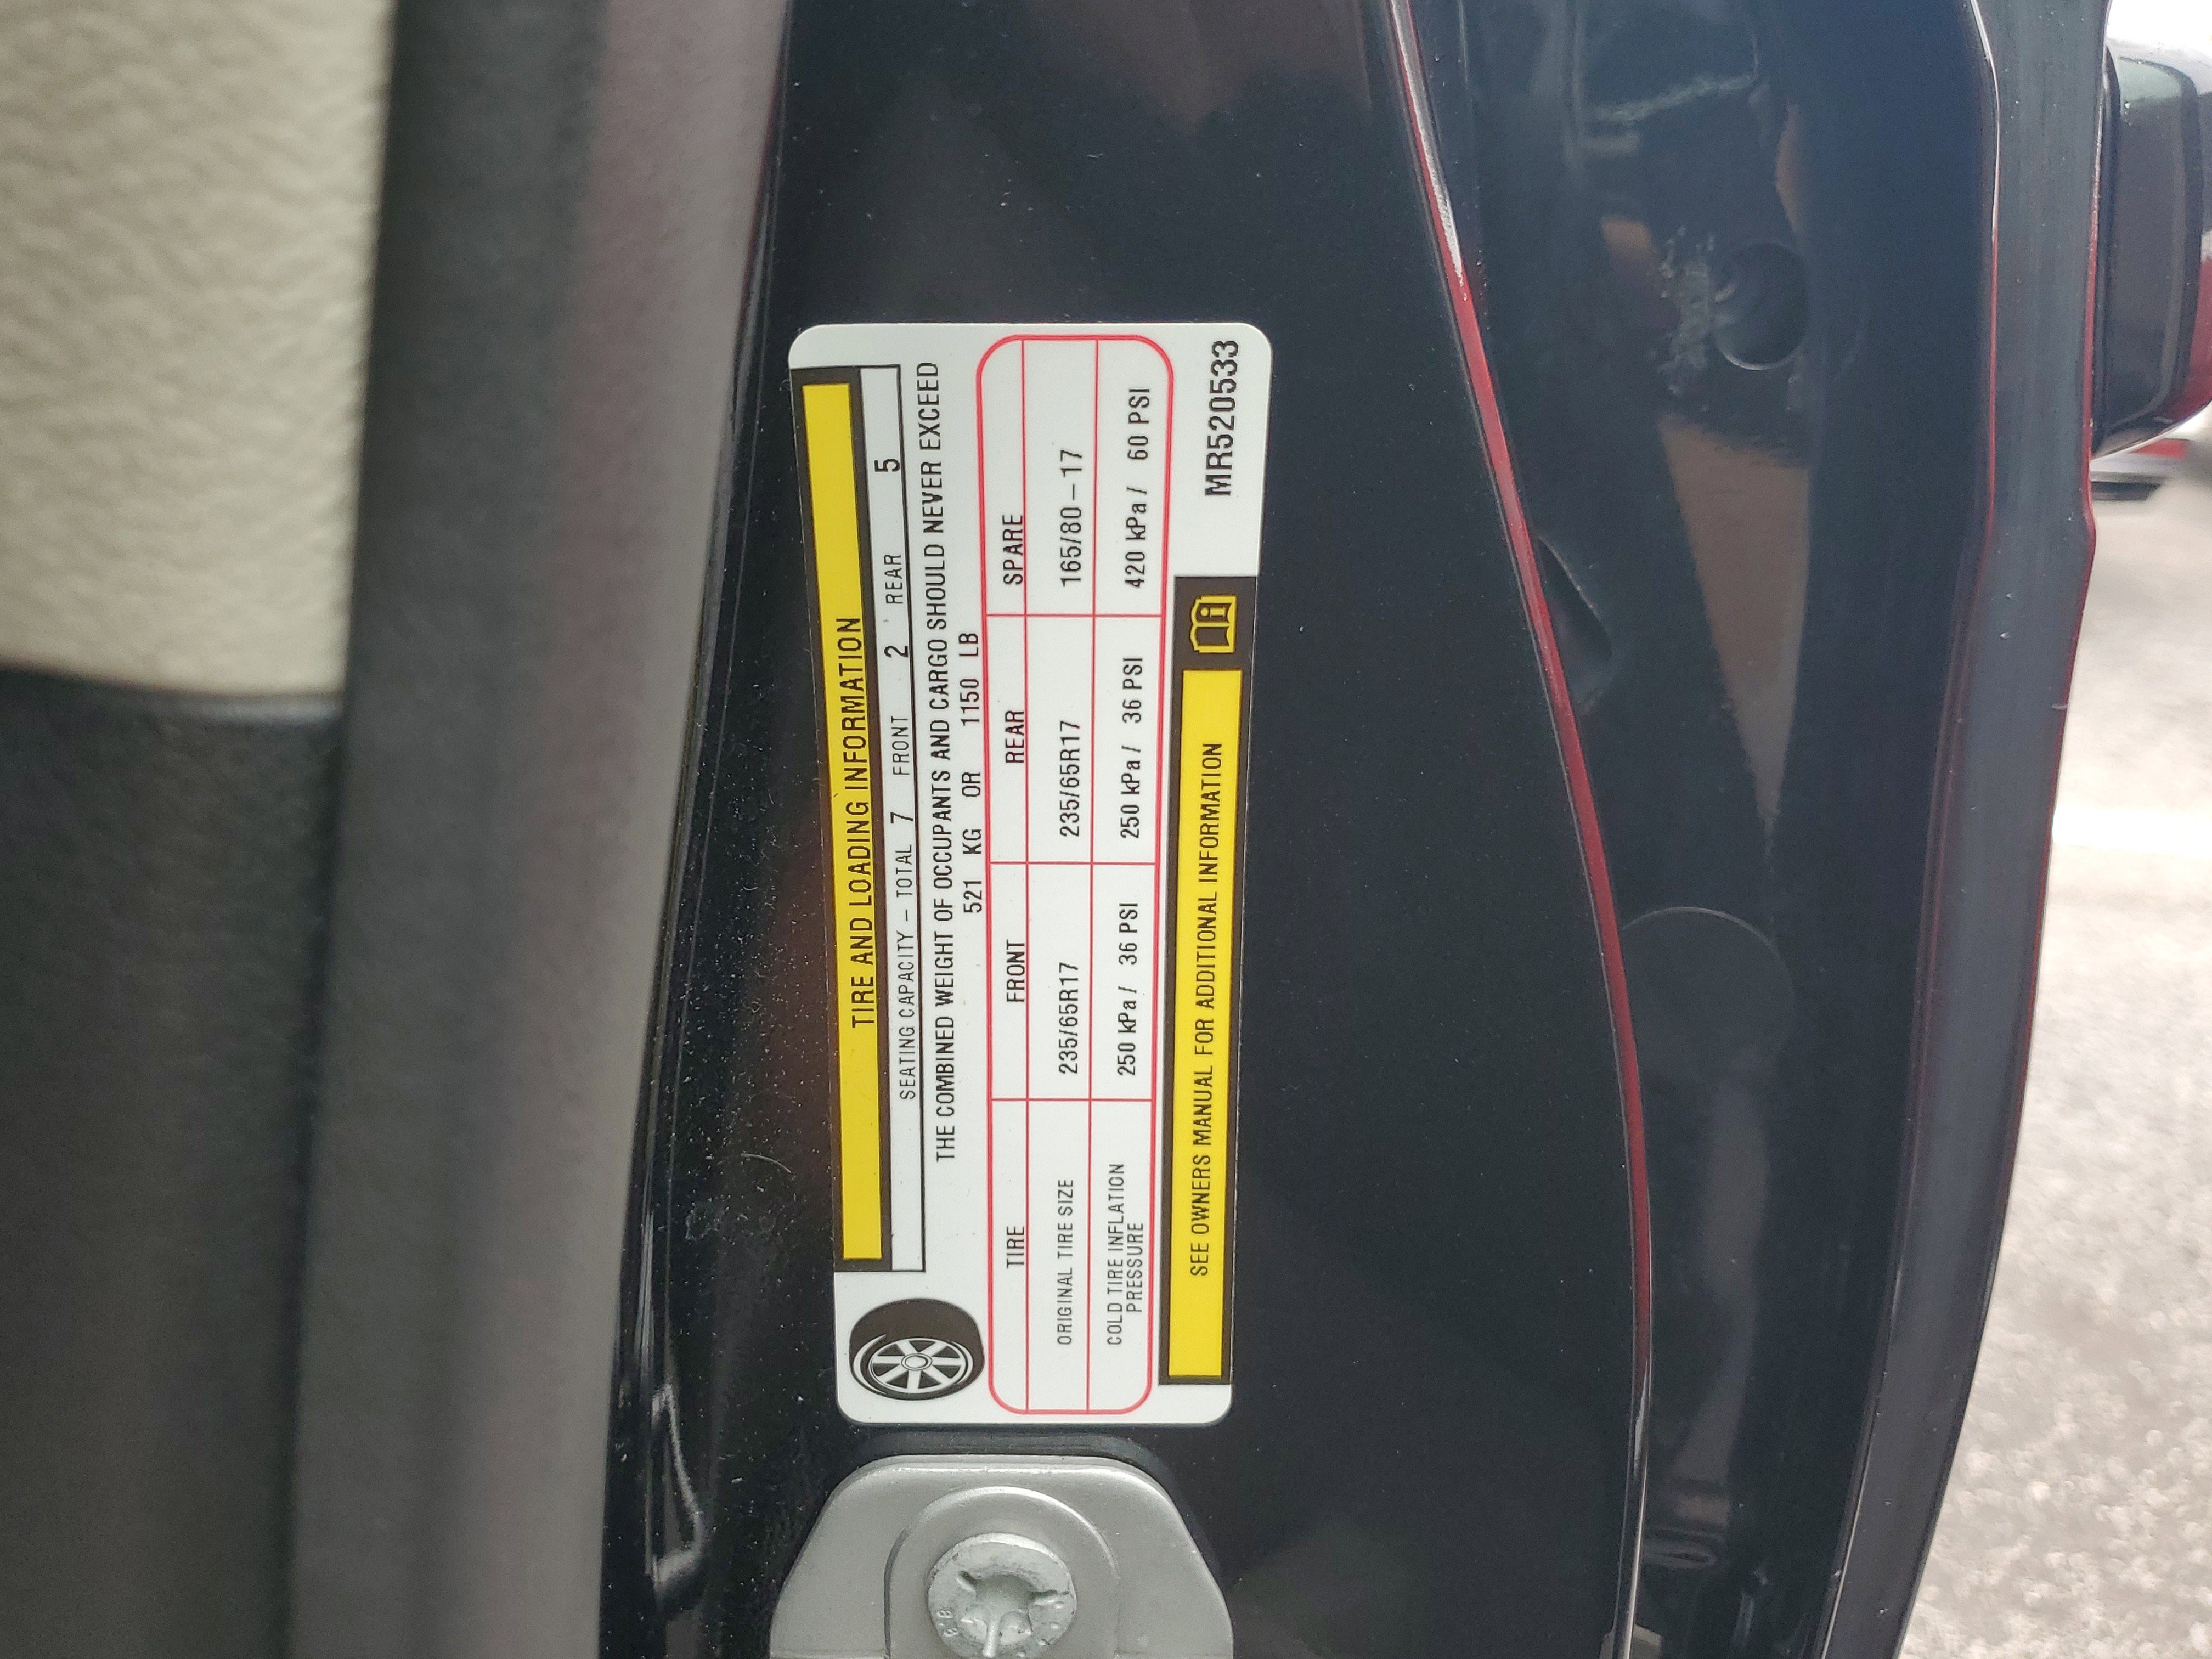 TIRE AND LOADING INFORMATION
SEATING CAPACITY – TOTAL 7 FRONT 2 REAR 5
THE COMBINED WEIGHT OF OCCUPANTS AND CARGO SHOULD NEVER EXCEED
521 KG OR 1150 LB
TIRE FRONT REAR SPARE
ORIGINAL TIRE SIZE 235/65R17 235/65R17 165/80–17
COLD TIRE INFLATION
PRESSURE 250 kPa / 36 PSI 250 kPa / 36 PSI 420 kPa / 60 PSI
SEE OWNERS MANUAL FOR ADDITIONAL INFORMATION
MR520533